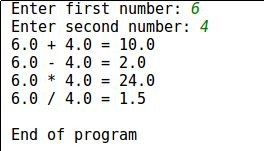 Enter first number: 6
Enter second number: 4
6.0 + 4.0 = 10.0
6.0 - 4.0 = 2.0
6.0 * 4.0 = 24.0
6.0 / 4.0 = 1.5
End of program